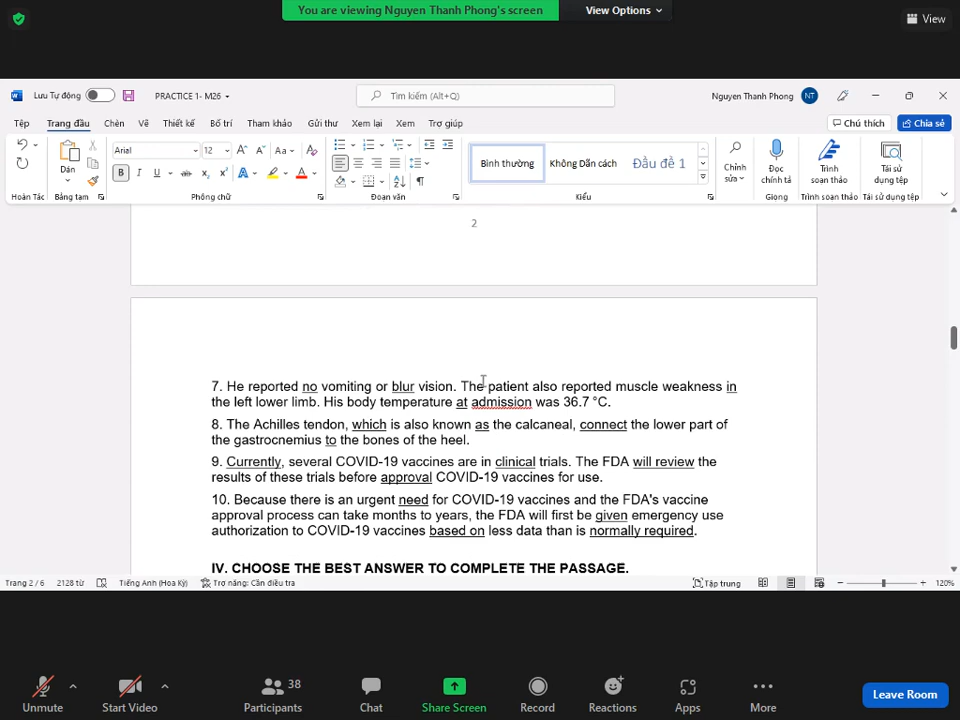 You are viewing Nguyen Thanh Phong's screen
View Options
View
Lưu Tự động
PRACTICE 1- M26
Tìm kiếm (Alt+Q)
Nguyen Thanh Phong
NT
Tệp Trang đầu Chèn Vẽ Thiết kế Bố trí Tham khảo Gửi thư Xem lại Xem Trợ giúp
Chú thích
Chia sẻ
Dán
Arial
12
Bình thường
Không Dãn cách
Đầu đề 1
Chỉnh sửa
Đọc chính tả
Trình soạn thảo
Tái sử dụng tệp
Hoàn Tác
Bảng tạm
Phông chữ
Đoạn văn
Kiểu
Giọng
Trình soạn thảo
Tái sử dụng tệp
2
7. He reported no vomiting or blur vision. The patient also reported muscle weakness in
the left lower limb. His body temperature at admission was 36.7 °C.
8. The Achilles tendon, which is also known as the calcaneal, connect the lower part of
the gastrocnemius to the bones of the heel.
9. Currently, several COVID-19 vaccines are in clinical trials. The FDA will review the
results of these trials before approval COVID-19 vaccines for use.
10. Because there is an urgent need for COVID-19 vaccines and the FDA's vaccine
approval process can take months to years, the FDA will first be given emergency use
authorization to COVID-19 vaccines based on less data than is normally required.
IV. CHOOSE THE BEST ANSWER TO COMPLETE THE PASSAGE.
Trang 2 / 6
2128 từ
Tiếng Anh (Hoa Kỳ)
Trợ năng: Cần điều tra
Tập trung
120%
Unmute
Start Video
38
Participants
Chat
Share Screen
Record
Reactions
Apps
More
Leave Room